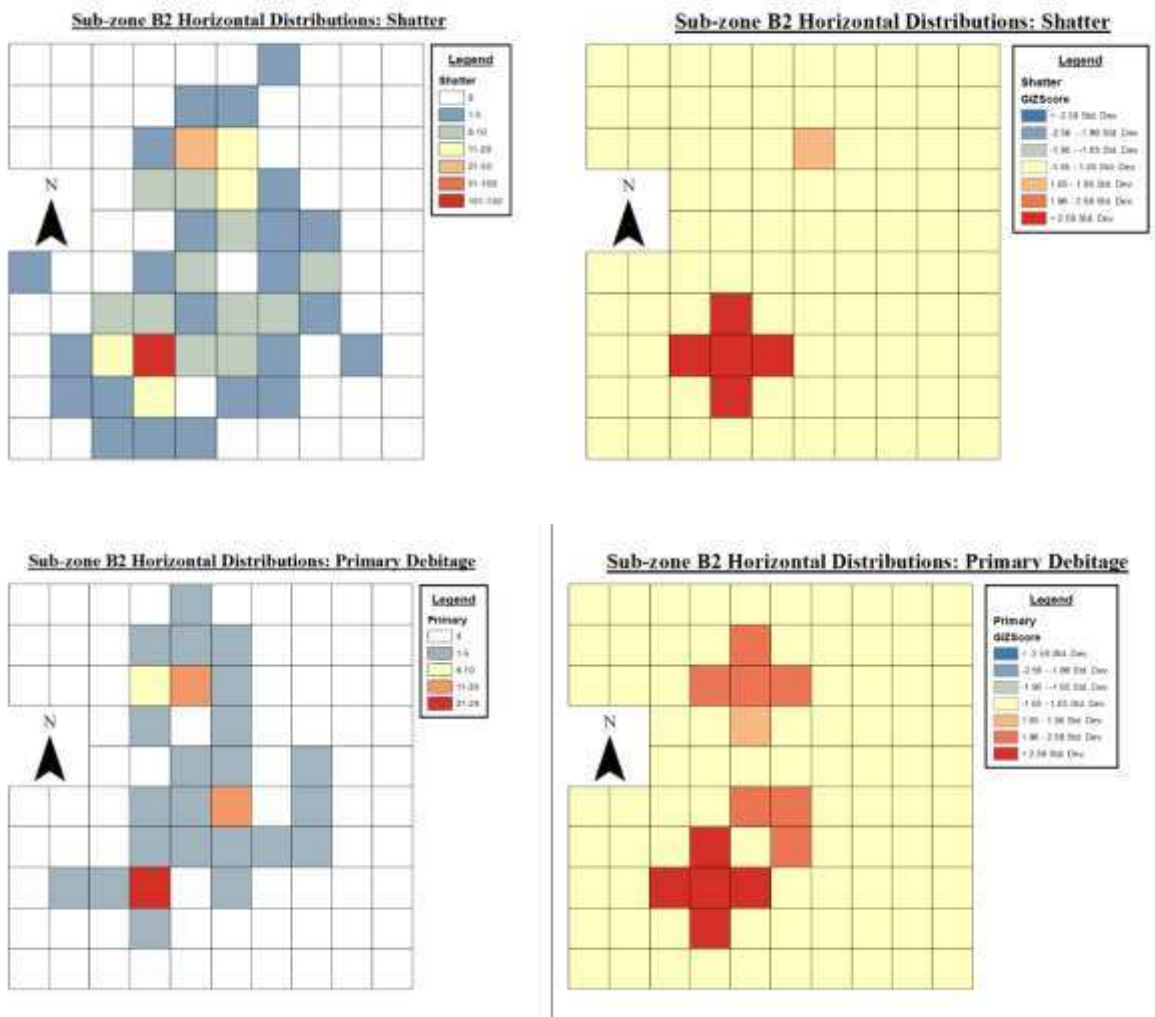 Sub-zone B2 Horizontal Distributions: Shatter
Legend
Shatter
0
1-5
6-10
11-20
21-50
51-100
N
Sub-zone B2 Horizontal Distributions: Shatter
Legend
Shatter
GiZScore
< -2.58 Std. Dev.
-2.58 - -1.96 Std. Dev.
-1.96 - -1.65 Std. Dev.
-1.65 - 1.65 Std. Dev.
1.65 - 1.96 Std. Dev.
1.96 - 2.58 Std. Dev.
> 2.58 Std. Dev.
N
Sub-zone B2 Horizontal Distributions: Primary Debitage
Legend
Primary
0
1-5
6-10
11-20
N
Sub-zone B2 Horizontal Distributions: Primary Debitage
Legend
Primary
GiZScore
< -2.58 Std. Dev.
-2.58 - -1.96 Std. Dev.
-1.96 - -1.65 Std. Dev.
-1.65 - 1.65 Std. Dev.
1.65 - 1.96 Std. Dev.
1.96 - 2.58 Std. Dev.
> 2.58 Std. Dev.
N